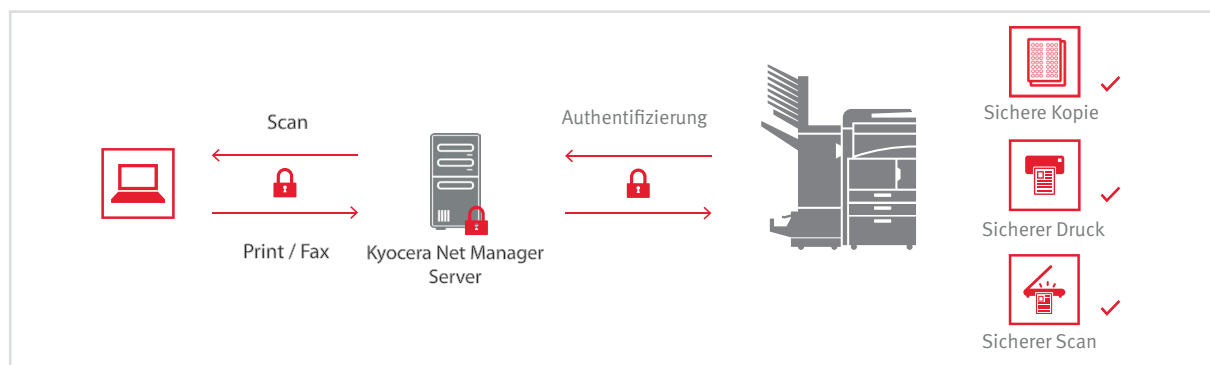 Scan
Print / Fax
Kyocera Net Manager
Server
Authentifizierung
Sichere Kopie
Sicherer Druck
Sicherer Scan